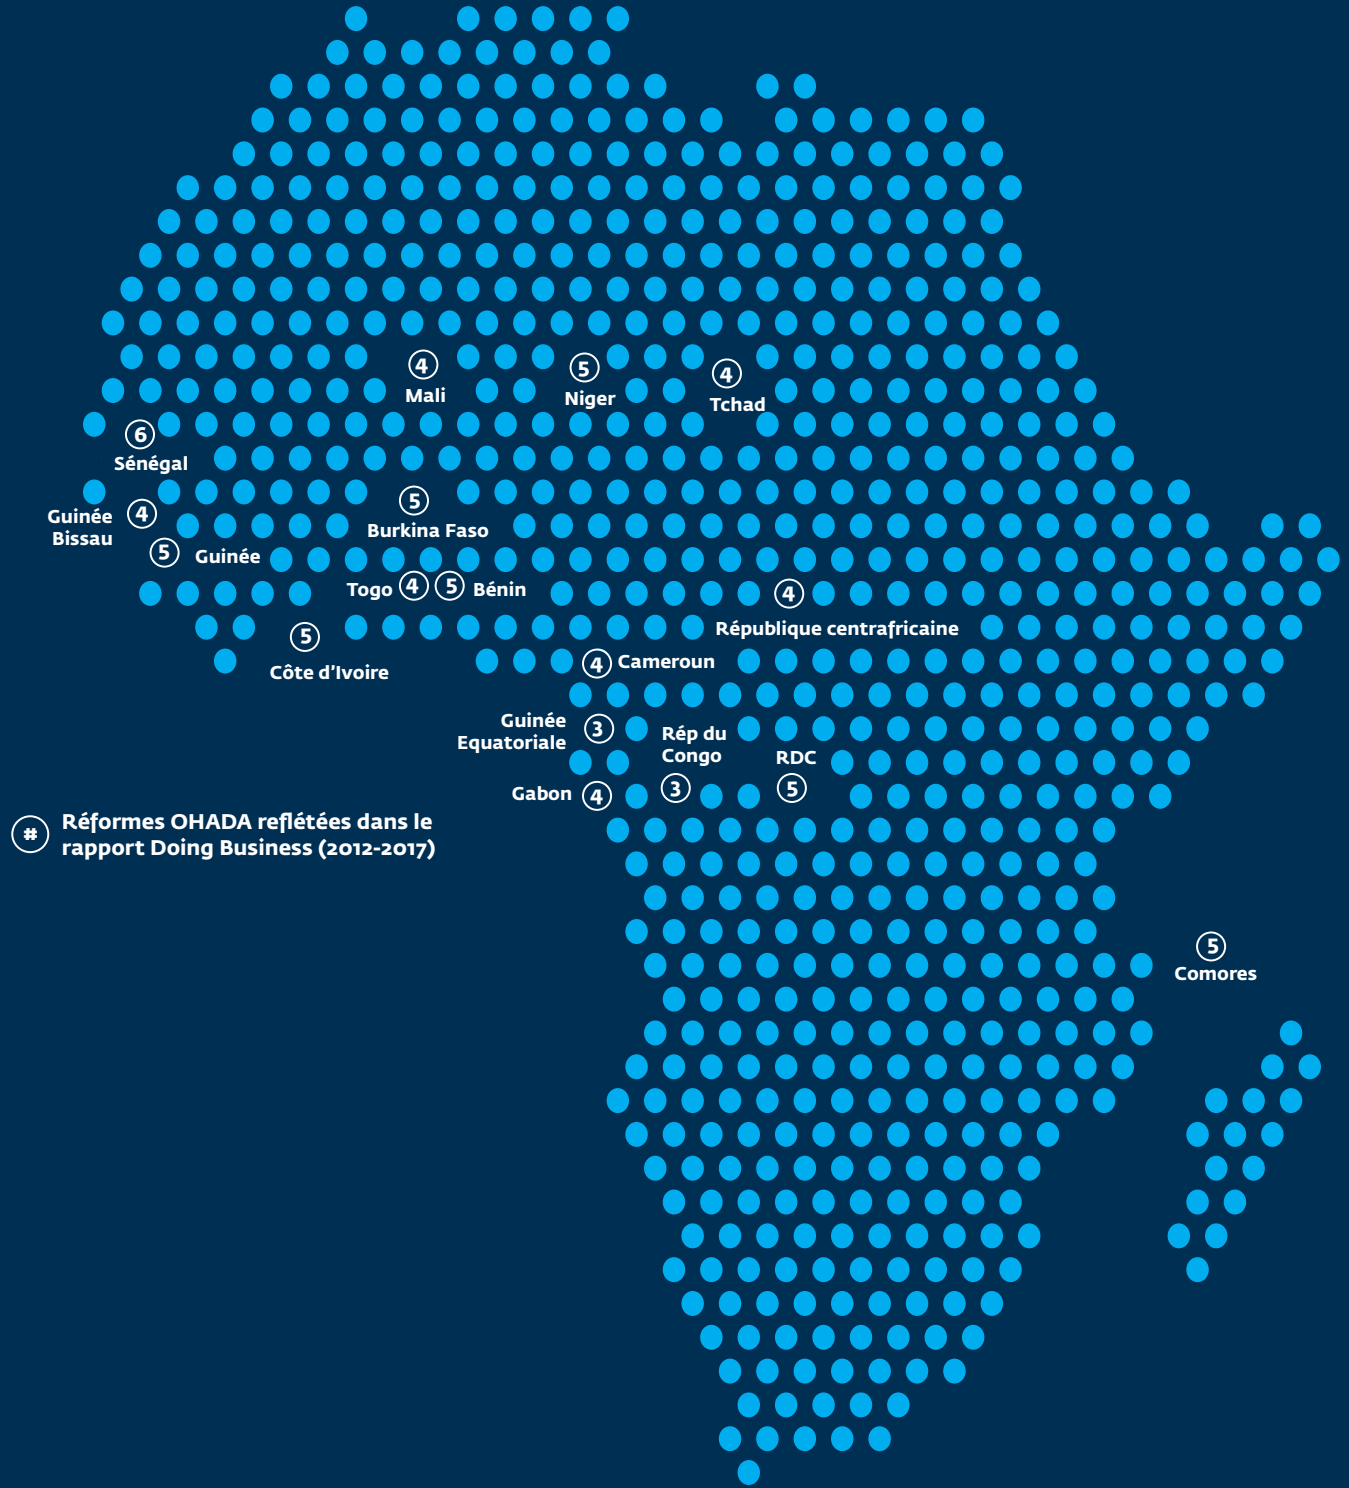 4
Mali
5
Niger
4
Tchad
6
Sénégal
4
Guinée
Bissau
5
Burkina Faso
5 Guinée
Togo 4 5 Bénin
4
République centrafricaine
5
Côte d'Ivoire
4 Cameroun
Guinée
Equatoriale
3
Rép du
Congo
3
RDC
5
Gabon 4
# Réformes OHADA reflétées dans le
rapport Doing Business (2012-2017)
5
Comores